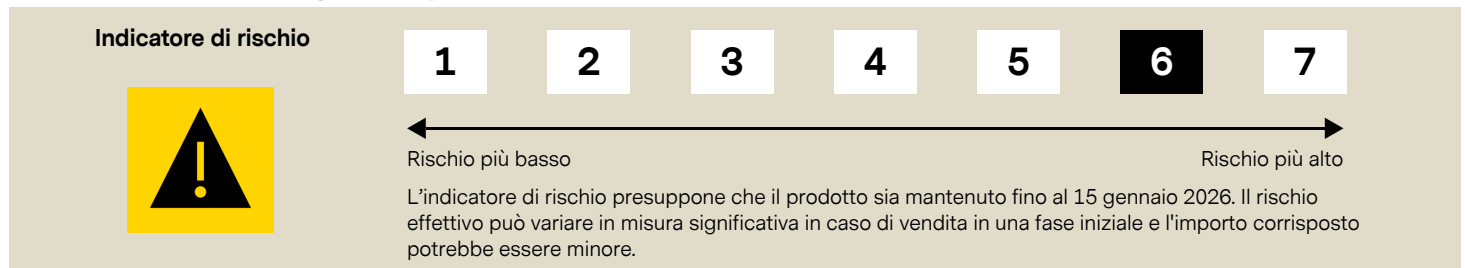 Indicatore di rischio
1 2 3 4 5 6 7
Rischio più basso Rischio più alto
L’indicatore di rischio presuppone che il prodotto sia mantenuto fino al 15 gennaio 2026. Il rischio
effettivo può variare in misura significativa in caso di vendita in una fase iniziale e l'importo corrisposto
potrebbe essere minore.